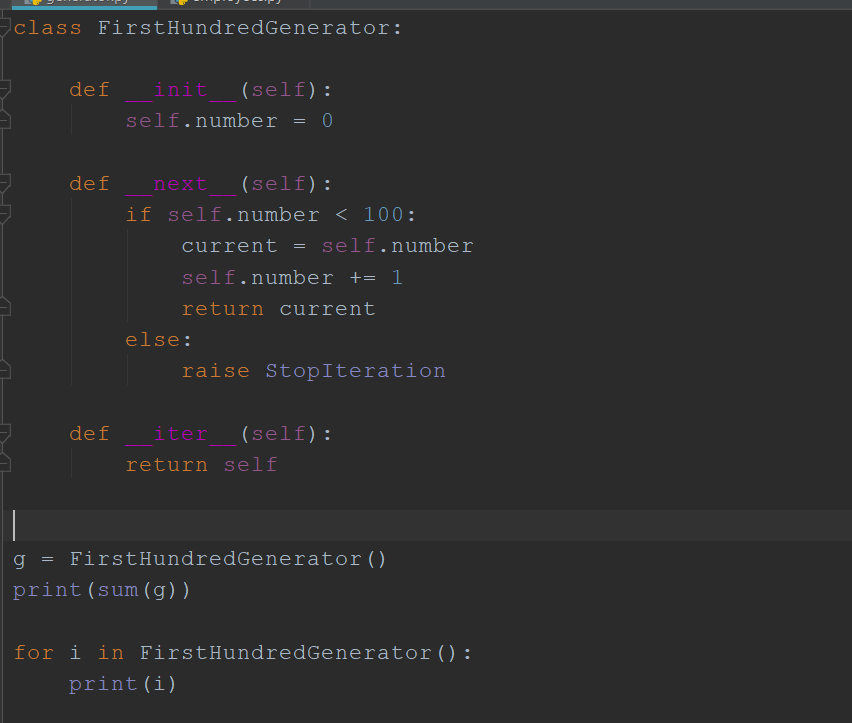 class FirstHundredGenerator:
    def __init__(self):
        self.number = 0
    def __next__(self):
        if self.number < 100:
            current = self.number
            self.number += 1
            return current
        else:
            raise StopIteration
    def __iter__(self):
        return self
g = FirstHundredGenerator()
print(sum(g))
for i in FirstHundredGenerator():
    print(i)